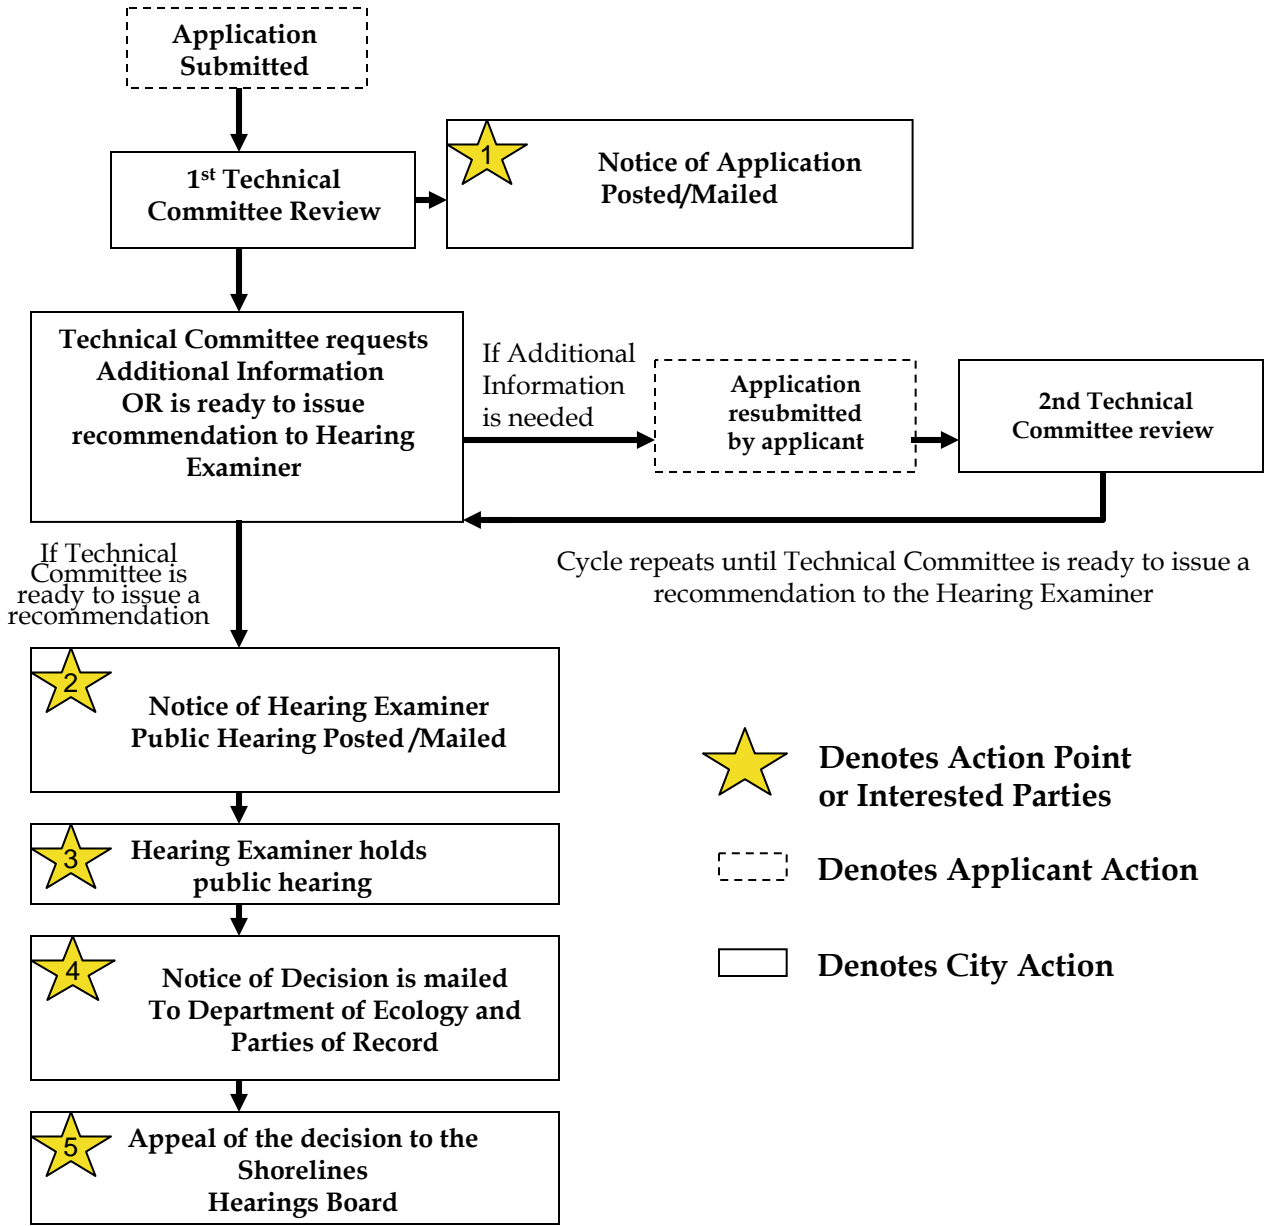 Application
Submitted
1st Technical
Committee Review
1
Notice of Application
Posted/Mailed
Technical Committee requests
Additional Information
OR is ready to issue
recommendation to Hearing
Examiner
If Additional
Information
is needed
Application
resubmitted
by applicant
2nd Technical
Committee review
If Technical
Committee is
ready to issue a
recommendation
Cycle repeats until Technical Committee is ready to issue a
recommendation to the Hearing Examiner
2
Notice of Hearing Examiner
Public Hearing Posted /Mailed
3
Hearing Examiner holds
public hearing
4
Notice of Decision is mailed
To Department of Ecology and
Parties of Record
5
Appeal of the decision to the
Shorelines
Hearings Board
Denotes Action Point
or Interested Parties
Denotes Applicant Action
Denotes City Action